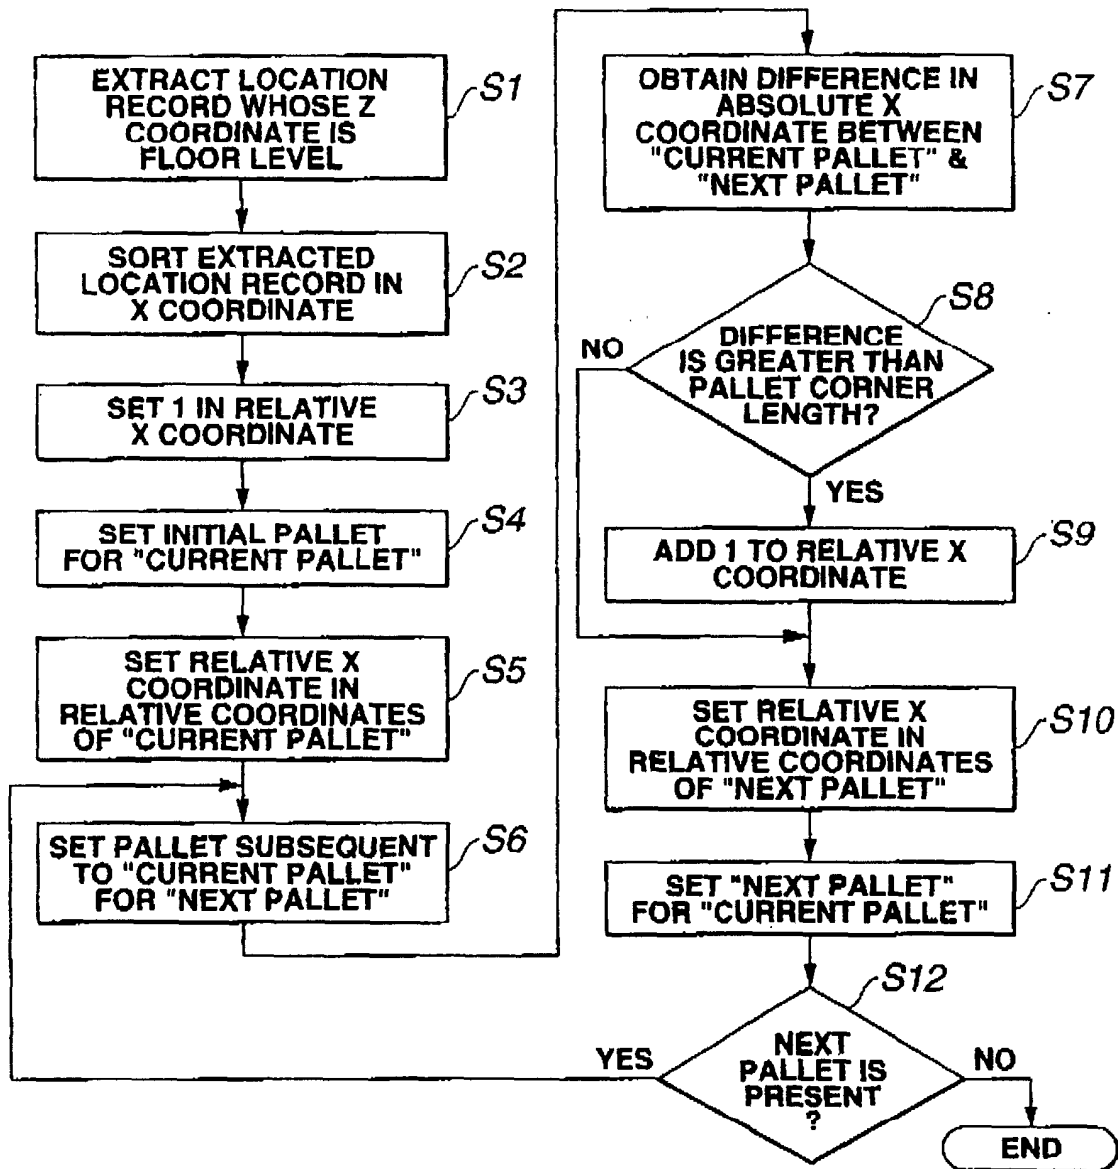 EXTRACT LOCATION
RECORD WHOSE Z
COORDINATE IS
FLOOR LEVEL
S1
SORT EXTRACTED
LOCATION RECORD IN
X COORDINATE
S2
SET 1 IN RELATIVE
X COORDINATE
S3
SET INITIAL PALLET
FOR "CURRENT PALLET"
S4
SET RELATIVE X
COORDINATE IN
RELATIVE COORDINATES
OF "CURRENT PALLET"
S5
SET PALLET SUBSEQUENT
TO "CURRENT PALLET"
FOR "NEXT PALLET"
S6
OBTAIN DIFFERENCE IN
ABSOLUTE X
COORDINATE BETWEEN
"CURRENT PALLET" &
"NEXT PALLET"
S7
DIFFERENCE
IS GREATER THAN
PALLET CORNER
LENGTH?
S8
NO
YES
ADD 1 TO RELATIVE X
COORDINATE
S9
SET RELATIVE X
COORDINATE IN
RELATIVE COORDINATES
OF "NEXT PALLET"
S10
SET "NEXT PALLET"
FOR "CURRENT PALLET"
S11
NEXT
PALLET IS
PRESENT
?
S12
YES
NO
END